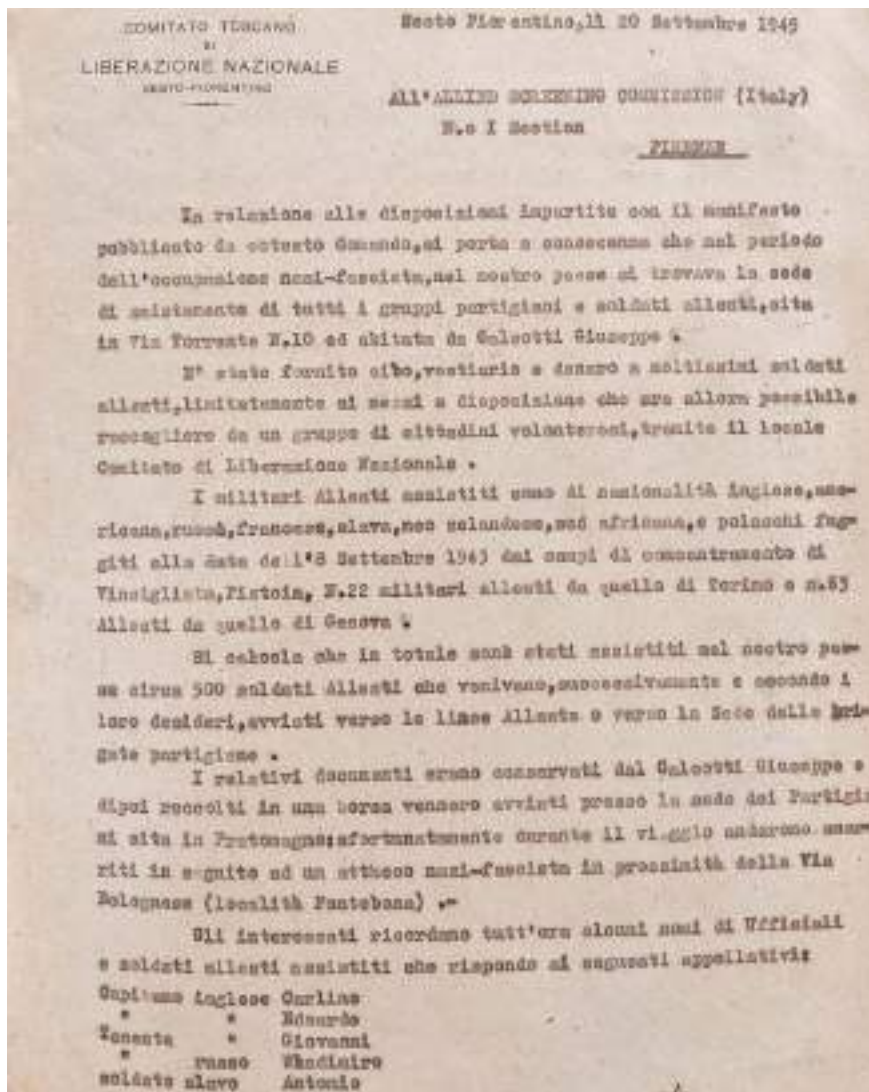 COMITATO TOSCANO
DI
LIBERAZIONE NAZIONALE
SESTO-FIORENTINO
Sesto Fiorentino,li 20 Settembre 1945
All'ALLIED SCREENING COMMISSION (Italy)
N.o I Section
FIRENZE
In relazione alle disposizioni impartite con il manifesto
pubblicato da cotesto Comando,si porta a conoscenza che nel periodo
dell'occupazione nazi-fascista,nel nostro paese si trovava la sede
di smistamento di tutti i gruppi partigiani e soldati alleati,sita
in Via Torrente N.10 ed abitata da Galeotti Giuseppe .
E' stato fornito cibo,vestiario e denaro a moltissimi soldati
alleati,limitatamente ai mezzi a disposizione che era allora possibile
raccogliere da un gruppo di cittadini volenterosi,tramite il locale
Comitato di Liberazione Nazionale .
I militari Alleati assistiti sono di nazionalità inglese,ame-
ricana,russa,francese,slava,neo zelandese,sud africana,e polacchi fug-
giti alla data dell'8 Settembre 1943 dai campi di concentramento di
Vincigliata,Pistoia, N.22 militari alleati da quello di Torino e n.83
Alleati da quello di Genova .
Si calcola che in totale sono stati assistiti nel nostro pae-
se circa 500 soldati Alleati che venivano,successivamente e secondo i
loro desideri,avviati verso le linee Alleate o verso la Sede delle bri-
gate partigiane .
I relativi documenti erano conservati dal Galeotti Giuseppe e
dipoi raccolti in una borsa vennero avviati presso la sede dei Partigia-
ni sita in Pratomagno:sfortunatamente durante il viaggio andarono smar-
riti in seguito ad un attacco nazi-fascista in prossimità della Via
Bolognese (località Fontebona) .-
Gli interessati ricordano tutt'ora alcuni nomi di Ufficiali
e soldati alleati assistiti che rispondo ai seguenti appellativi:
Capitano inglese Carlino
" " Edoardo
Tenente " Giovanni
" russo Wladimiro
soldato slavo Antonio